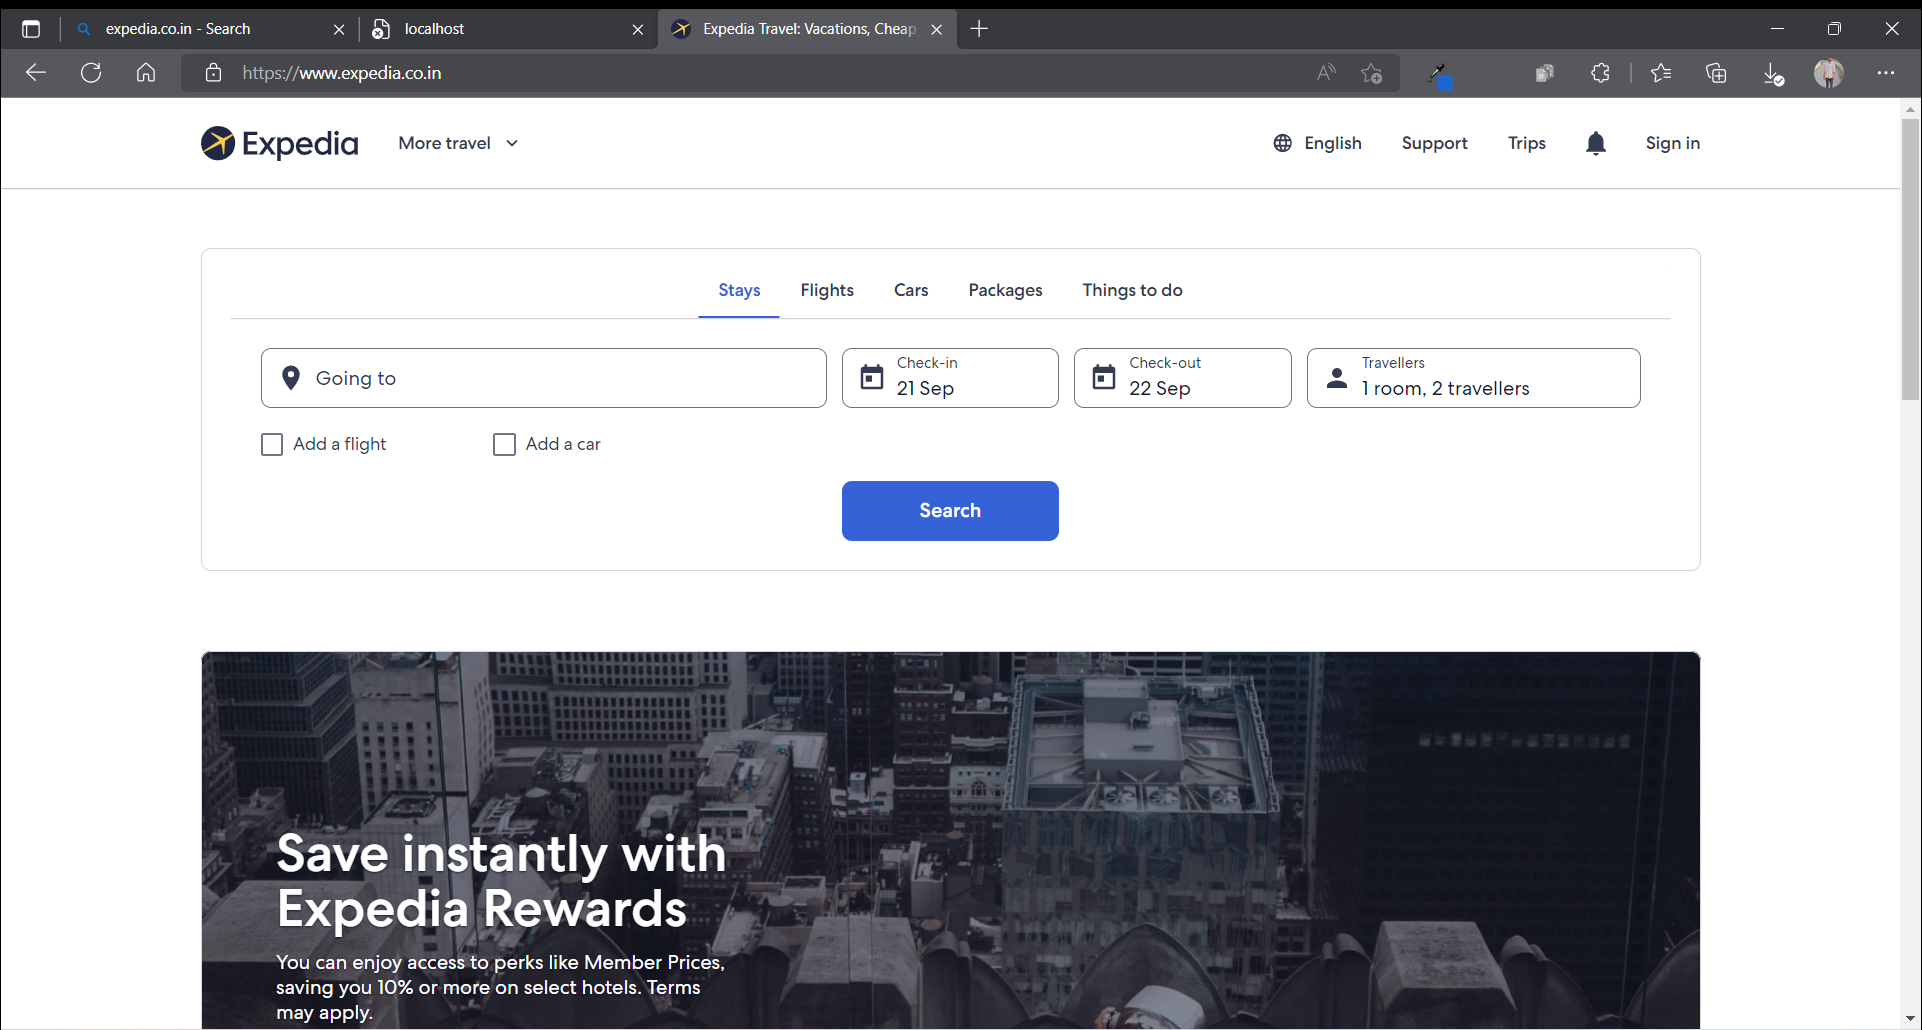 expedia.co.in - Search
localhost
Expedia Travel: Vacations, Cheap
https://www.expedia.co.in
Expedia
More travel
English
Support
Trips
Sign in
Stays
Flights
Cars
Packages
Things to do
Going to
Check-in
21 Sep
Check-out
22 Sep
Travellers
1 room, 2 travellers
Add a flight
Add a car
Search
Save instantly with
Expedia Rewards
You can enjoy access to perks like Member Prices,
saving you 10% or more on select hotels. Terms
may apply.